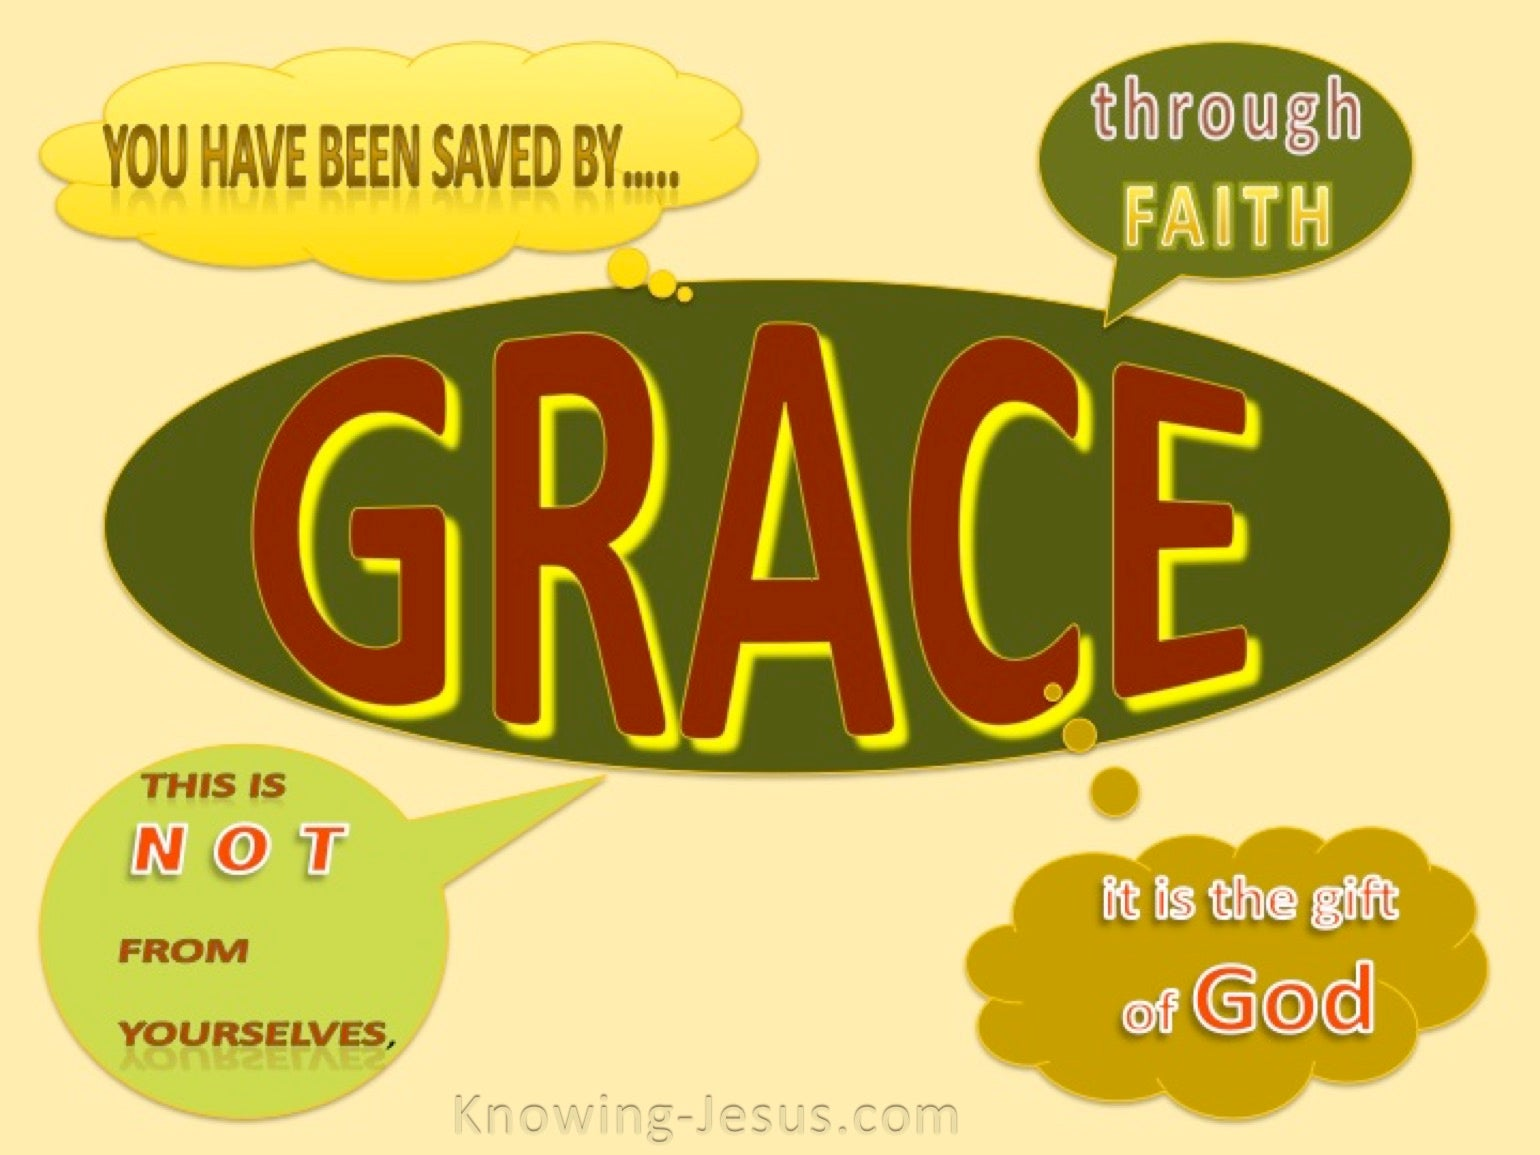 YOU HAVE BEEN SAVED BY.....
GRACE
through
FAITH
THIS IS
NOT
FROM
YOURSELVES,
it is the gift
of God
Knowing-Jesus.com